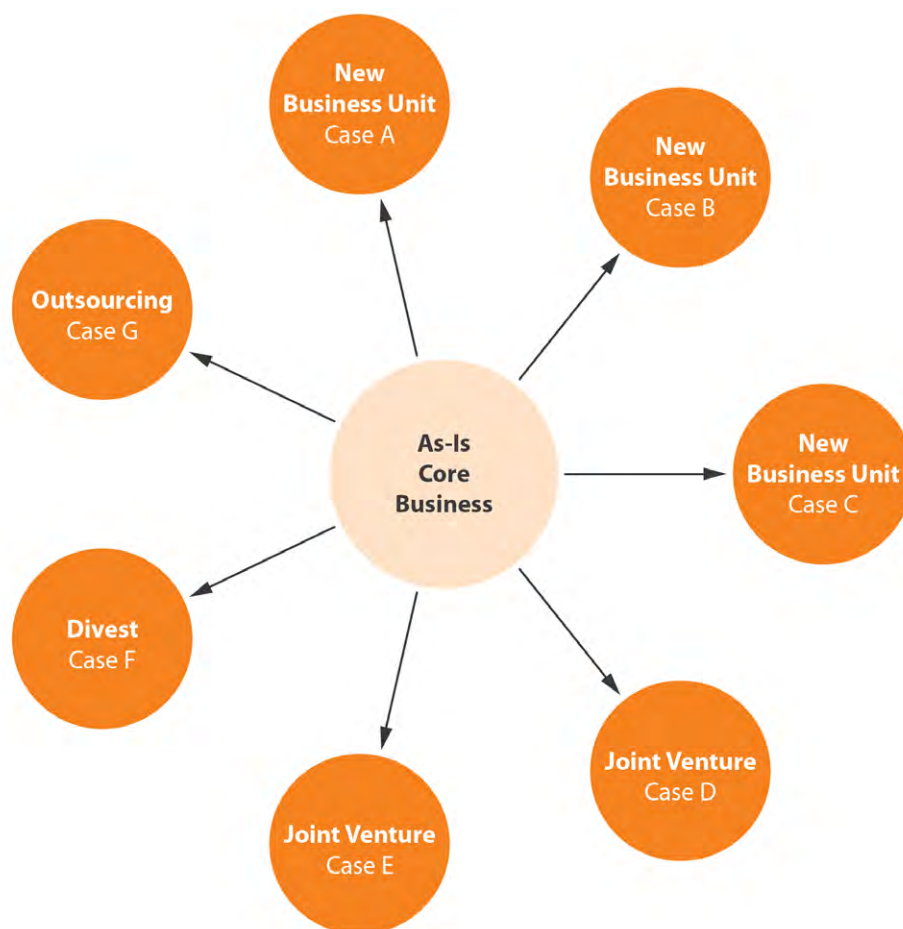 New
Business Unit
Case A
New
Business Unit
Case B
Outsourcing
Case G
As-Is
Core
Business
New
Business Unit
Case C
Divest
Case F
Joint Venture
Case D
Joint Venture
Case E